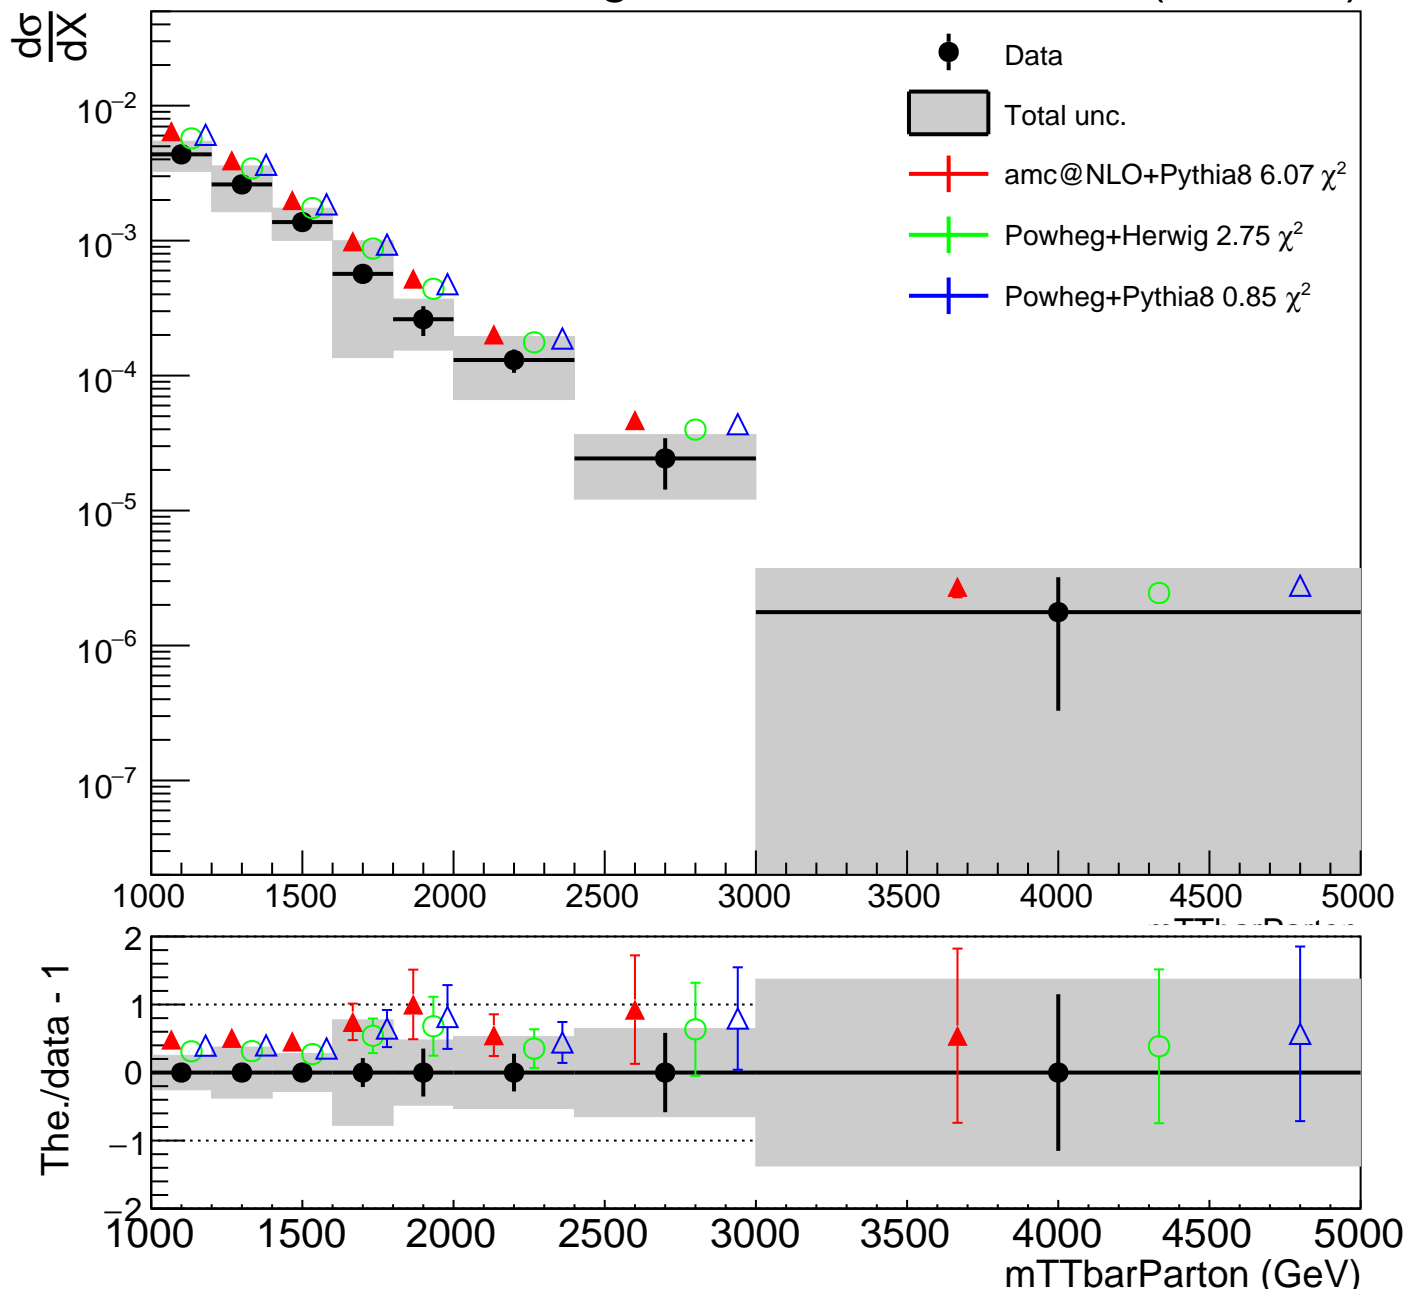 dσ
dX
Data
Total unc.
amc@NLO+Pythia8 6.07 χ²
Powheg+Herwig 2.75 χ²
Powheg+Pythia8 0.85 χ²
10⁻²
10⁻³
10⁻⁴
10⁻⁵
10⁻⁶
10⁻⁷
1000 1500 2000 2500 3000 3500 4000 4500 5000
The./data - 1
2
1
0
−1
−2
1000 1500 2000 2500 3000 3500 4000 4500 5000
mTTbarParton (GeV)